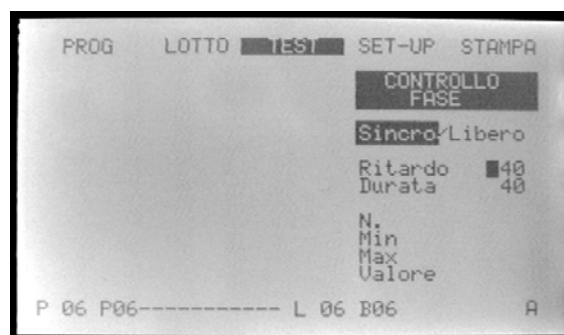 PROG LOTTO TEST SET-UP STAMPA
CONTROLLO
FASE
Sincro/Libero
Ritardo 40
Durata 40
N.
Min
Max
Valore
P 06 P06----------- L 06 B06 A